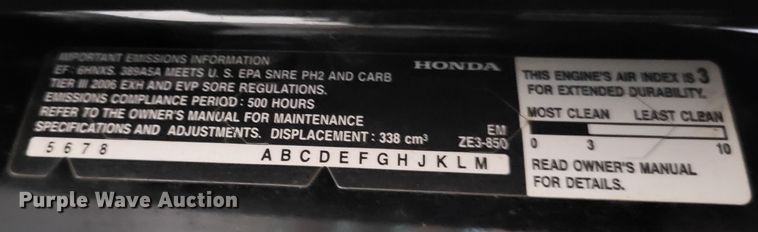 IMPORTANT EMISSIONS INFORMATION
HONDA
EF : 6HNXS. 389A5A MEETS U. S. EPA SNRE PH2 AND CARB
TIER III 2006 EXH AND EVP SORE REGULATIONS.
EMISSIONS COMPLIANCE PERIOD : 500 HOURS
REFER TO THE OWNER'S MANUAL FOR MAINTENANCE
SPECIFICATIONS AND ADJUSTMENTS. DISPLACEMENT : 338 cm³
EM
ZE3-850
5 6 7 8 A B C D E F G H J K L M
THIS ENGINE'S AIR INDEX IS 3
FOR EXTENDED DURABILITY.
MOST CLEAN LEAST CLEAN
0 3 10
READ OWNER'S MANUAL
FOR DETAILS.
Purple Wave Auction